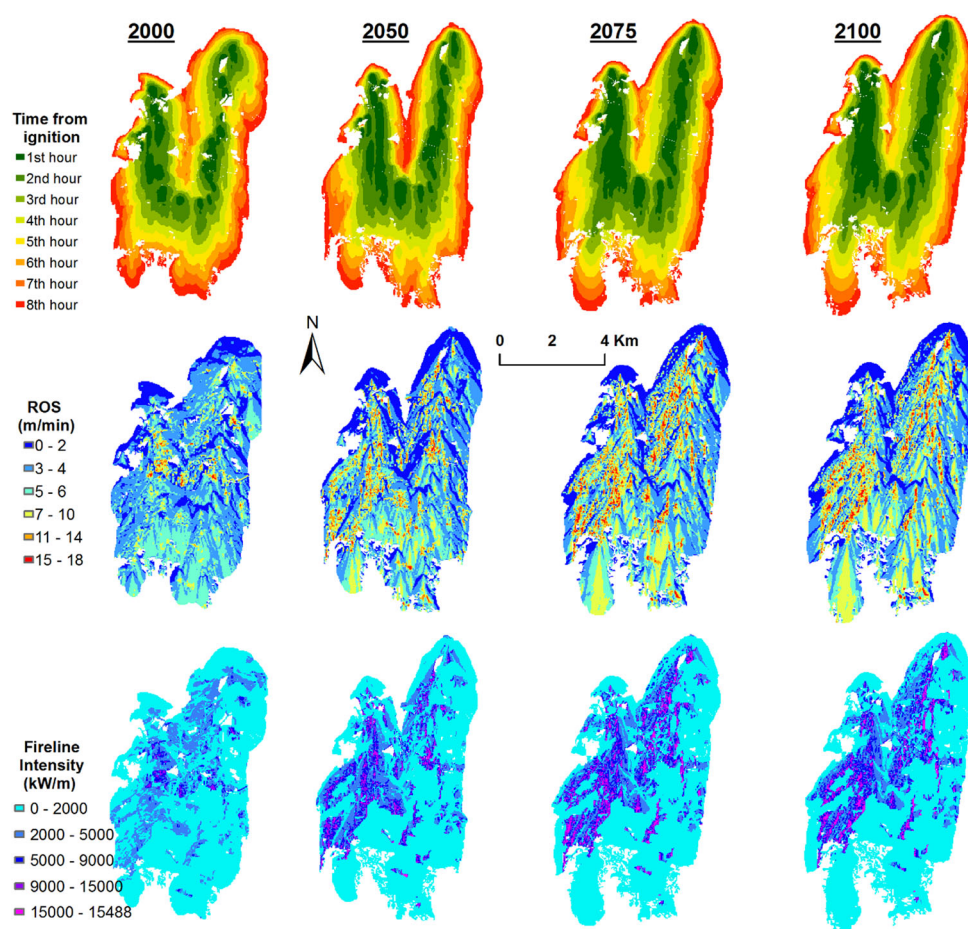 2000
2050
2075
2100
Time from
ignition
1st hour
2nd hour
3rd hour
4th hour
5th hour
6th hour
7th hour
8th hour
N
0 2 4 Km
ROS
(m/min)
0 - 2
3 - 4
5 - 6
7 - 10
11 - 14
15 - 18
Fireline
Intensity
(kW/m)
0 - 2000
2000 - 5000
5000 - 9000
9000 - 15000
15000 - 15488